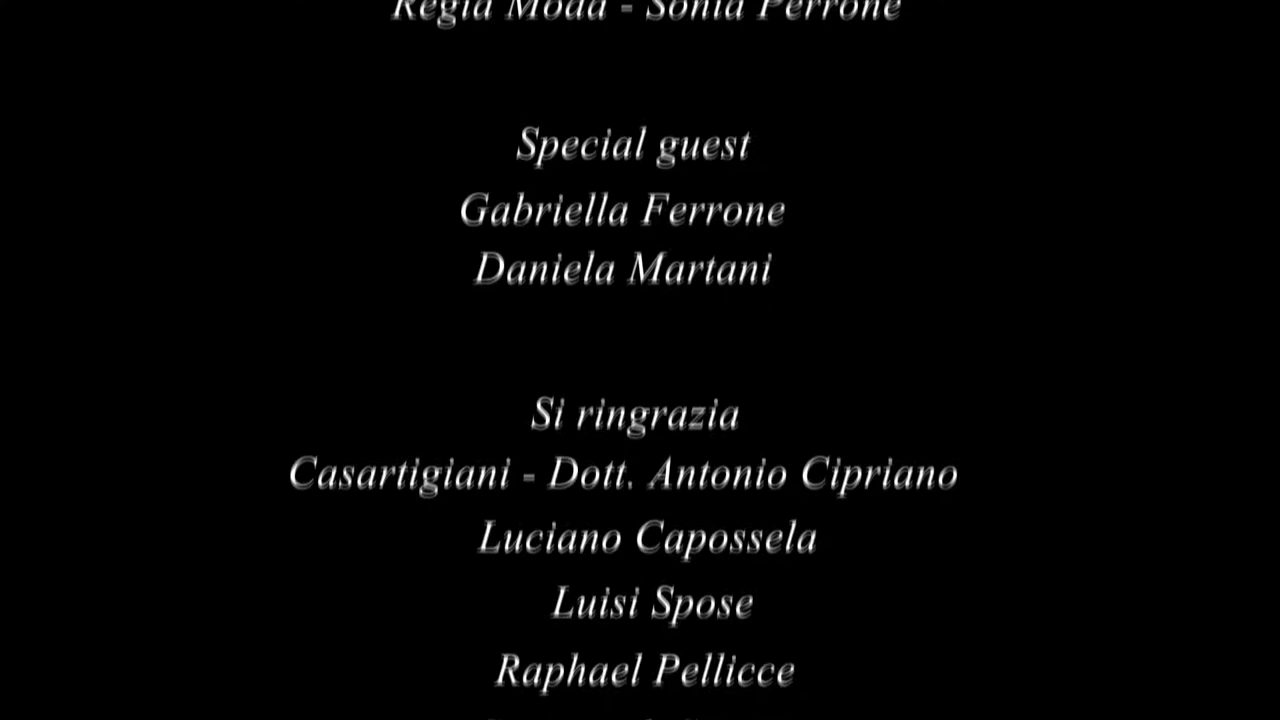 Regia Moda - Sonia Perrone
Special guest
Gabriella Ferrone
Daniela Martani
Si ringrazia
Casartigiani - Dott. Antonio Cipriano
Luciano Capossela
Luisi Spose
Raphael Pellicce